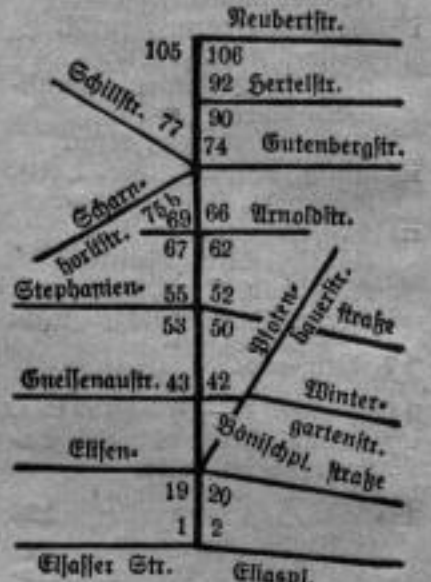 Neubertstr.
105 106
92 Hertelstr.
Schillstr. 77
90
74 Gutenbergstr.
Scharn-
horststr.
75b
69 66 Arnoldstr.
67 62
Stephanien- 55 52
straße
53 50
Ploten-
hauerstr.
Gneisenaustr. 43 42
Winter-
gartenstr.
Bönischpl.
Elisen-
straße
19 20
1 2
Elsasser Str.
Eliaspl.